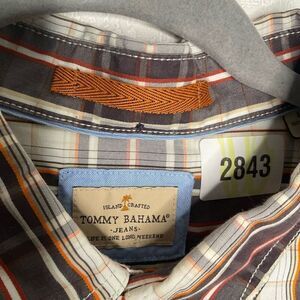 ISLAND CRAFTED
TOMMY BAHAMA®
-JEANS-
LIFE IS ONE LONG WEEKEND
2843